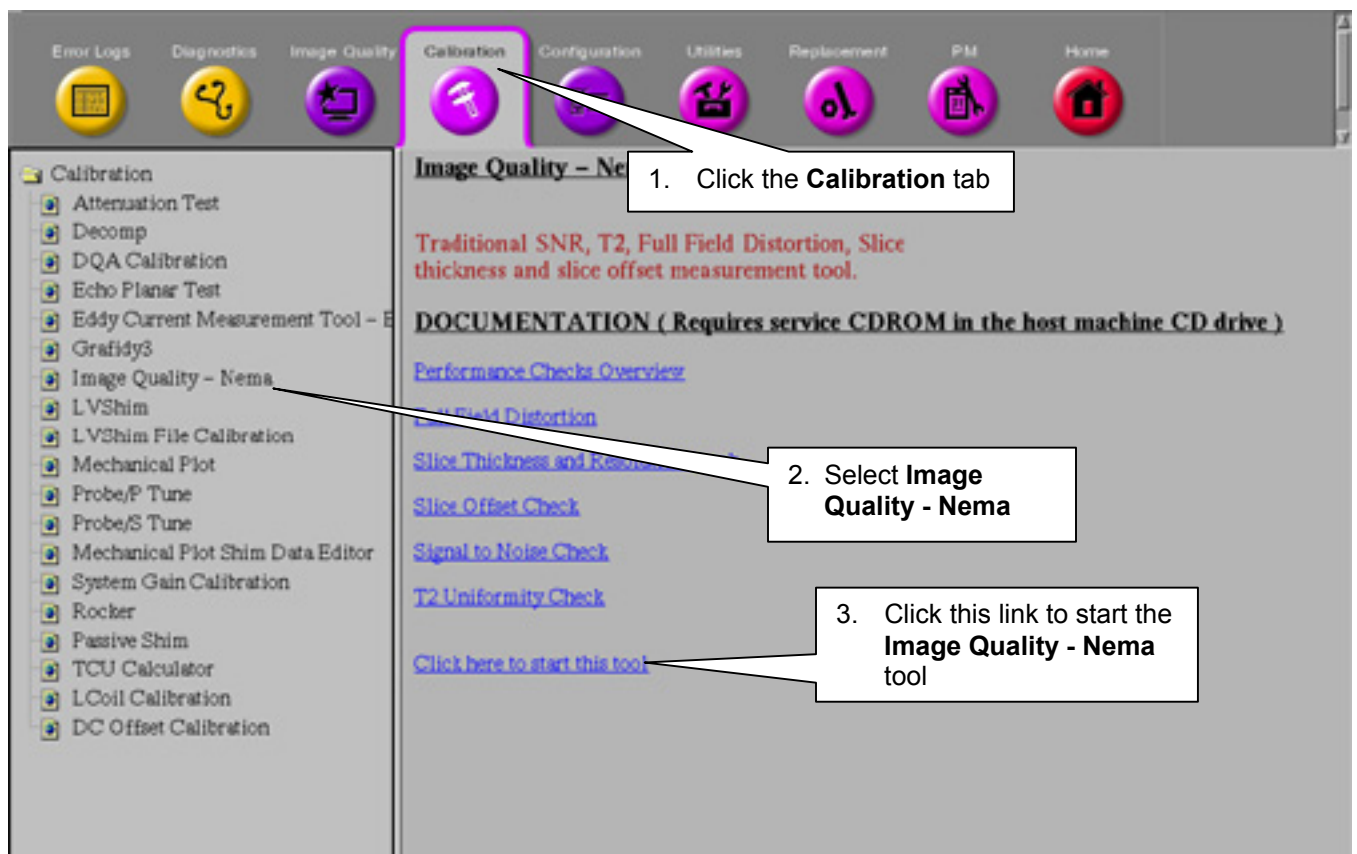 Error Logs
Diagnostics
Image Quality
Calibration
Configuration
Utilities
Replacement
PM
Home
Calibration
Attenuation Test
Decomp
DQA Calibration
Echo Planar Test
Eddy Current Measurement Tool – E
Grafidy3
Image Quality – Nema
LVShim
LVShim File Calibration
Mechanical Plot
Probe/P Tune
Probe/S Tune
Mechanical Plot Shim Data Editor
System Gain Calibration
Rocker
Passive Shim
TCU Calculator
LCoil Calibration
DC Offset Calibration
Image Quality – Ne
1. Click the Calibration tab
Traditional SNR, T2, Full Field Distortion, Slice
thickness and slice offset measurement tool.
DOCUMENTATION ( Requires service CDROM in the host machine CD drive )
Performance Checks Overview
Full Field Distortion
Slice Thickness and
Slice Offset Check
Signal to Noise Check
T2 Uniformity Check
Click here to start this tool
2. Select Image
Quality - Nema
3. Click this link to start the
Image Quality - Nema
tool